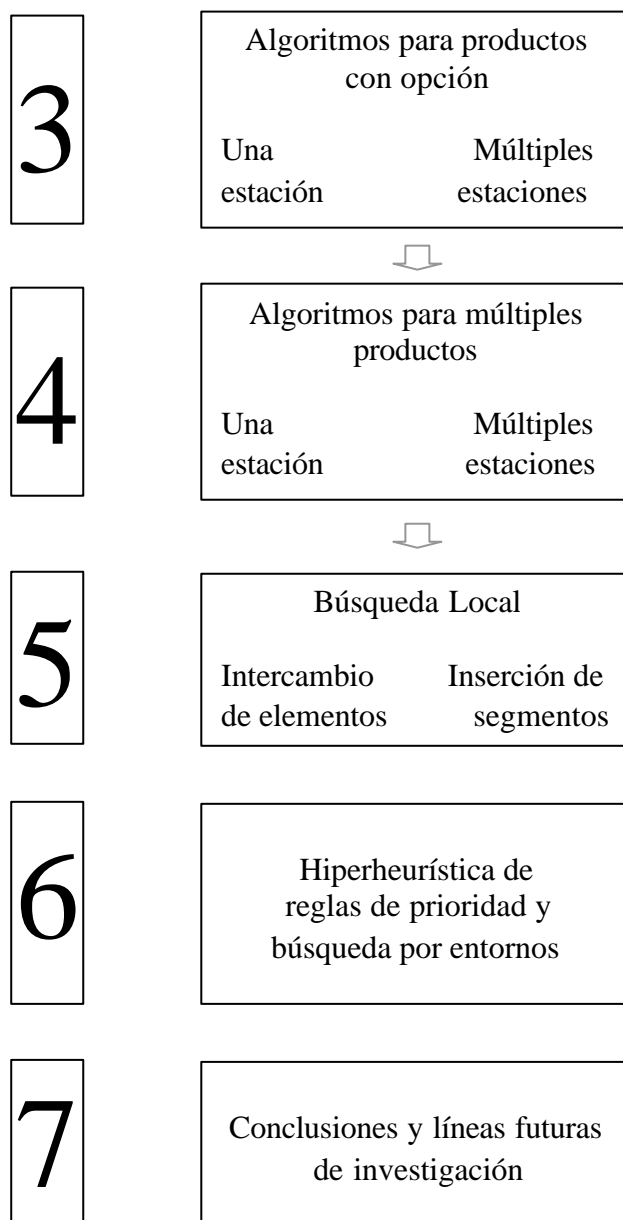 3
Algoritmos para productos
con opción
Una Múltiples
estación estaciones
4
Algoritmos para múltiples
productos
Una Múltiples
estación estaciones
5
Búsqueda Local
Intercambio Inserción de
de elementos segmentos
6
Hiperheurística de
reglas de prioridad y
búsqueda por entornos
7
Conclusiones y líneas futuras
de investigación